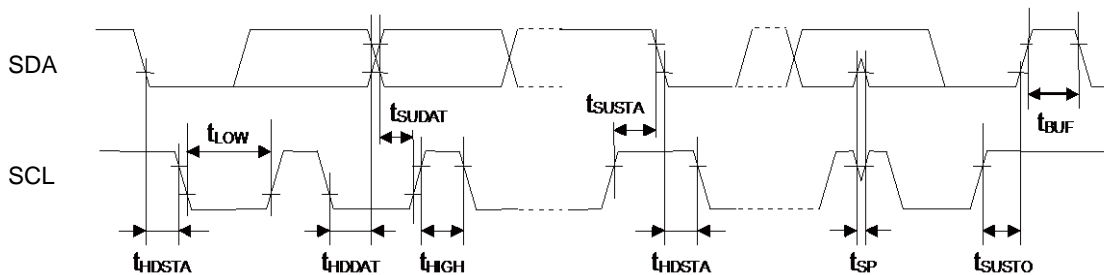 SDA
tSUDAT
tSUSTA
tBUF
tLOW
SCL
tHDSTA
tHDDAT
tHIGH
tHDSTA
tSP
tSUSTO